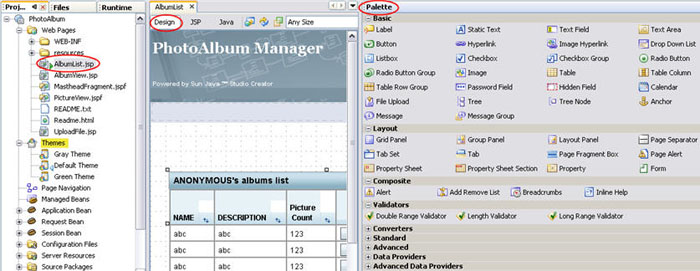 Proj...
Files
Runtime
PhotoAlbum
Web Pages
WEB-INF
resources
AlbumList.jsp
AlbumView.jsp
MastheadFragment.jspf
PictureView.jspf
README.txt
Readme.html
UploadFile.jsp
Themes
Gray Theme
Default Theme
Green Theme
Page Navigation
Managed Beans
Application Bean
Request Bean
Session Bean
Configuration Files
Server Resources
Source Packages
AlbumList
Design JSP Java Any Size
PhotoAlbum Manager
Powered by Sun Java ™ Studio Creator
ANONYMOUS's albums list
NAME DESCRIPTION Picture Count
abc abc 123
abc abc 123
abc abc 123
Palette
Basic
Label Static Text Text Field Text Area
Button Hyperlink Image Hyperlink Drop Down List
Listbox Checkbox Checkbox Group Radio Button
Radio Button Group Image Table Table Column
Table Row Group Password Field Hidden Field Calendar
File Upload Tree Tree Node Anchor
Message Message Group
Layout
Grid Panel Group Panel Layout Panel Page Separator
Tab Set Tab Page Fragment Box Page Alert
Property Sheet Property Sheet Section Property Form
Composite
Alert Add Remove List Breadcrumbs Inline Help
Validators
Double Range Validator Length Validator Long Range Validator
Converters
Standard
Advanced
Data Providers
Advanced Data Providers